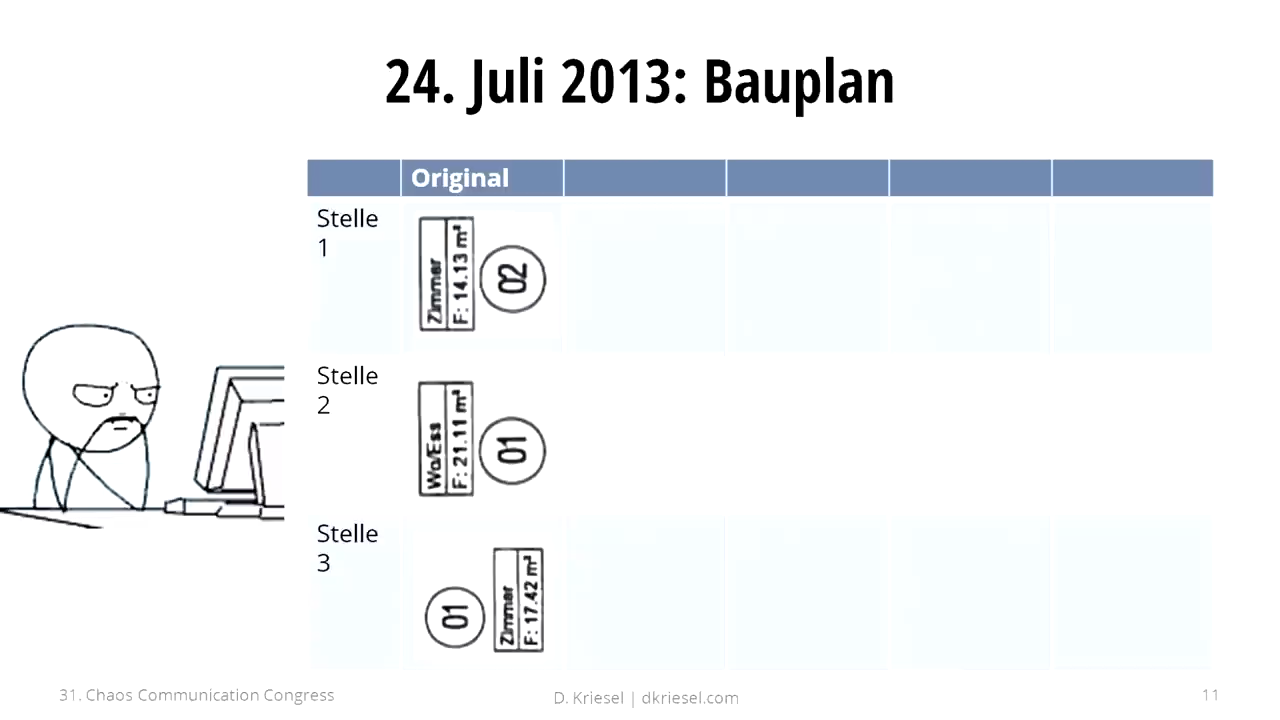 24. Juli 2013: Bauplan
Original
Stelle
1
Zimmer
F: 14.13 m²
02
Stelle
2
Wo/Ess
F: 21.11 m²
01
Stelle
3
01
Zimmer
F: 17.42 m²
31. Chaos Communication Congress
D. Kriesel | dkriesel.com
11